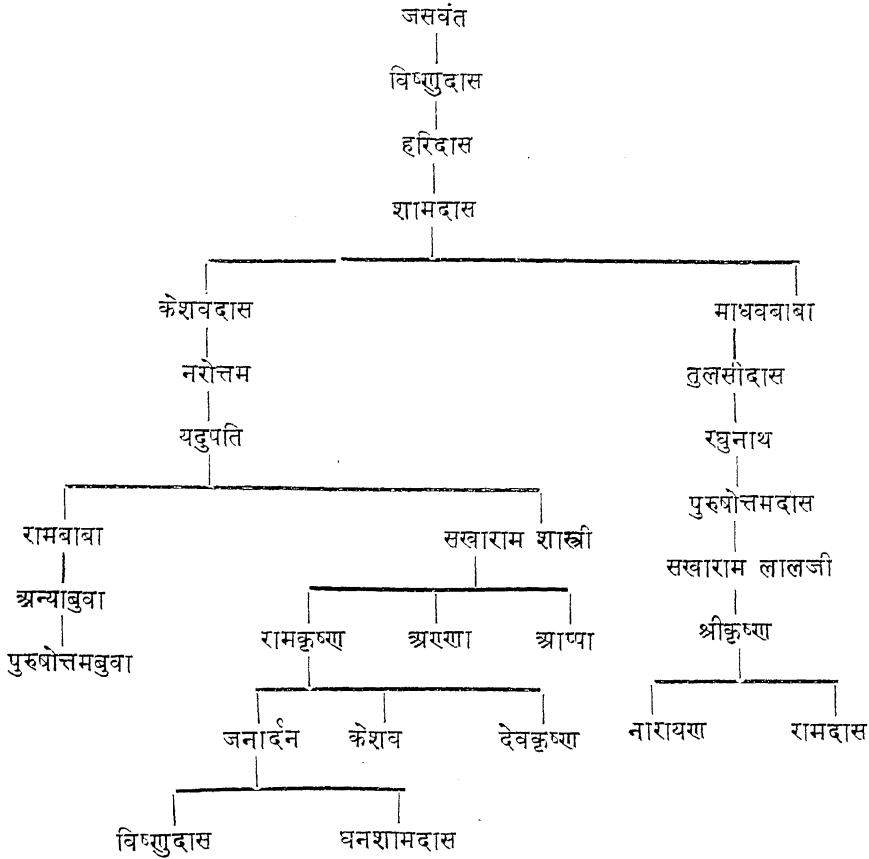 जसवंत
विष्णुदास
हरिदास
शामदास
केशवदास माधवबाबा
नरोत्तम तुलसीदास
यदुपति रघुनाथ
पुरुषोत्तमदास
रामबाबा सखाराम शास्त्री
सखाराम लालजी
अन्याबुवा
रामकृष्ण अण्णा आप्पा श्रीकृष्ण
पुरुषोत्तमबुवा
जनार्दन केशव देवकृष्ण नारायण रामदास
विष्णुदास घनशामदास